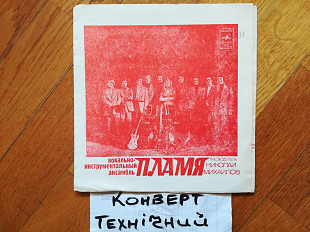 вокально-
инструментальный
ансамбль
ПЛАМЯ
РУКОВОДИТЕЛЬ
НИКОЛАЙ
МИХАЙЛОВ
КОНВЕРТ
ТЕХНІЧНИЙ